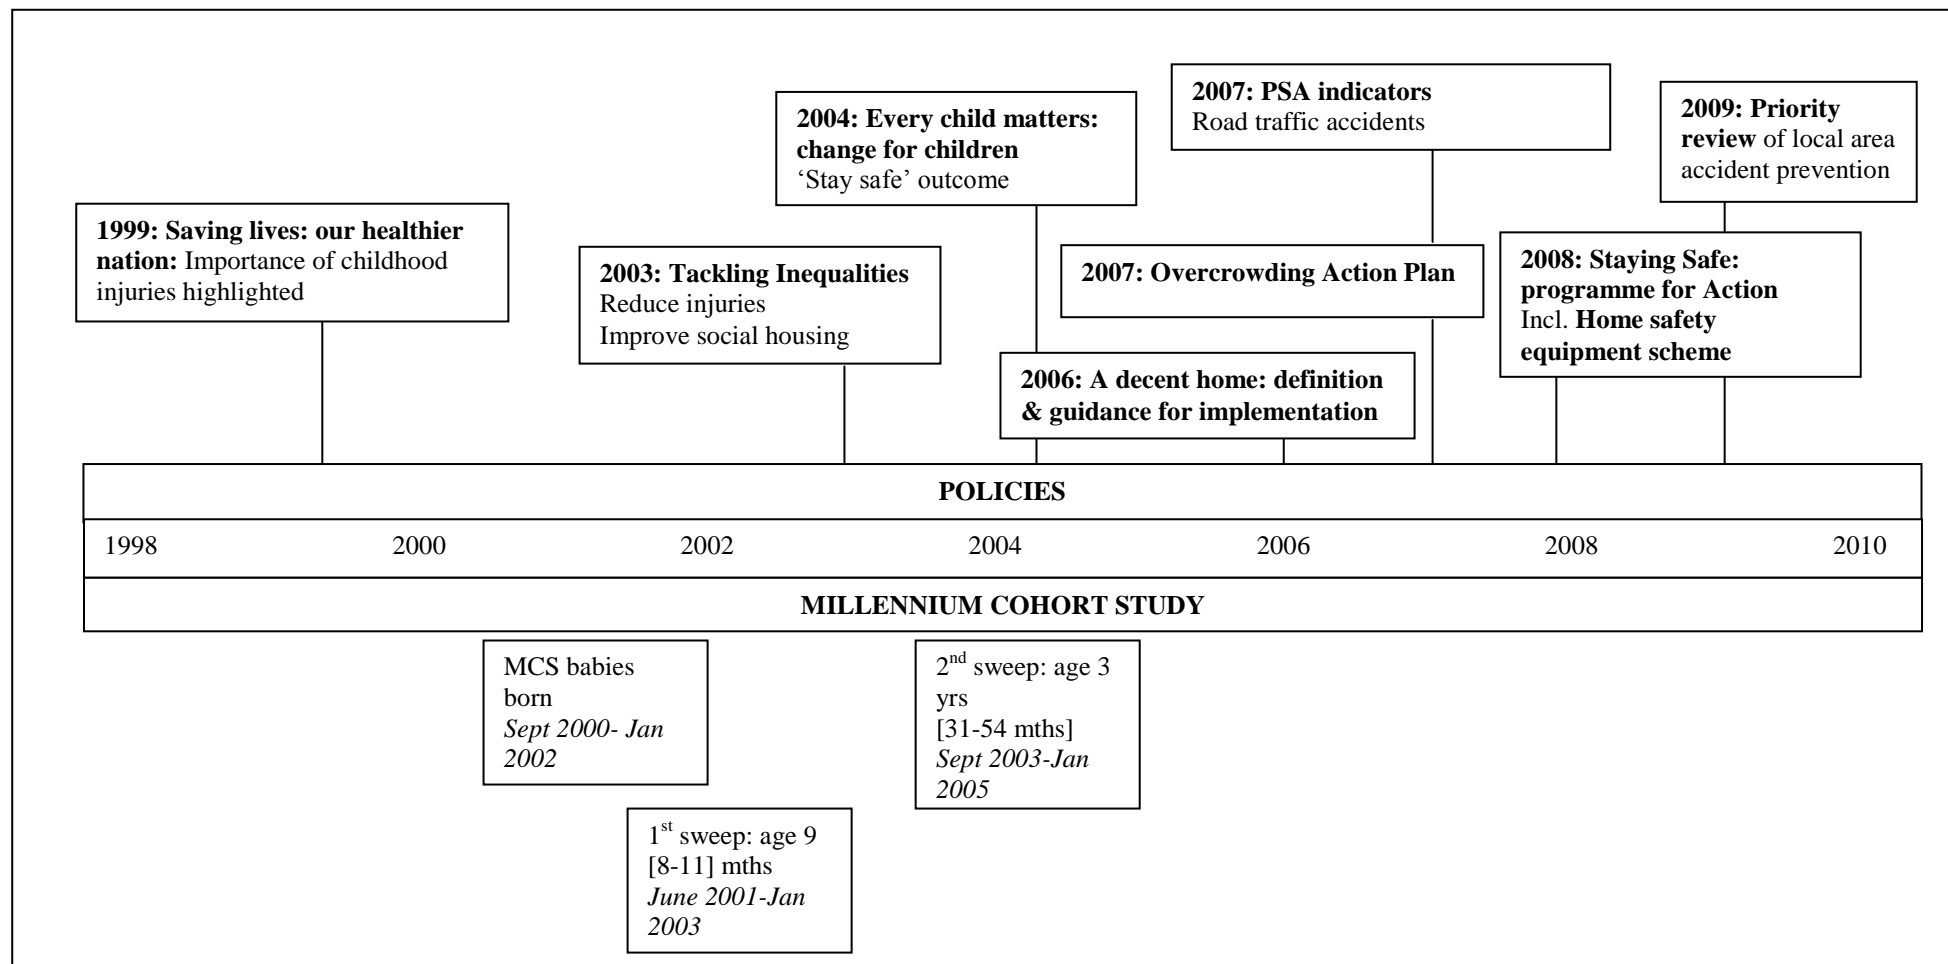 1999: Saving lives: our healthier
nation: Importance of childhood
injuries highlighted
2003: Tackling Inequalities
Reduce injuries
Improve social housing
2004: Every child matters:
change for children
‘Stay safe’ outcome
2006: A decent home: definition
& guidance for implementation
2007: PSA indicators
Road traffic accidents
2007: Overcrowding Action Plan
2008: Staying Safe:
programme for Action
Incl. Home safety
equipment scheme
2009: Priority
review of local area
accident prevention
POLICIES
1998 2000 2002 2004 2006 2008 2010
MILLENNIUM COHORT STUDY
MCS babies
born
Sept 2000- Jan
2002
1st sweep: age 9
[8-11] mths
June 2001-Jan
2003
2nd sweep: age 3
yrs
[31-54 mths]
Sept 2003-Jan
2005